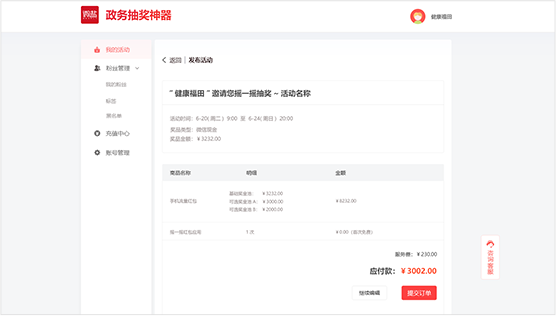 政务抽奖神器
健康福田
我的活动
粉台管理
我的粉丝
标签
黑名单
充值中心
账号管理
返回 发布活动
"健康福田"邀请您摇一摇抽奖 ~ 活动名称
活动时间: 6-20(周二) 9:00 至 6-24(周日) 20:00
奖品类型: 微信现金
奖品金额: ¥3232.00
商品名称 明细 金额
手机流量红包
基础奖金池: ¥3232.00
可选奖金池 A: ¥3000.00
可选奖金池 B: ¥2000.00
¥8232.00
摇一摇红包应用 1 次 ¥0.00 (首次免费)
服务费: ¥230.00
应付款: ¥3002.00
继续编辑 提交订单
咨询客服